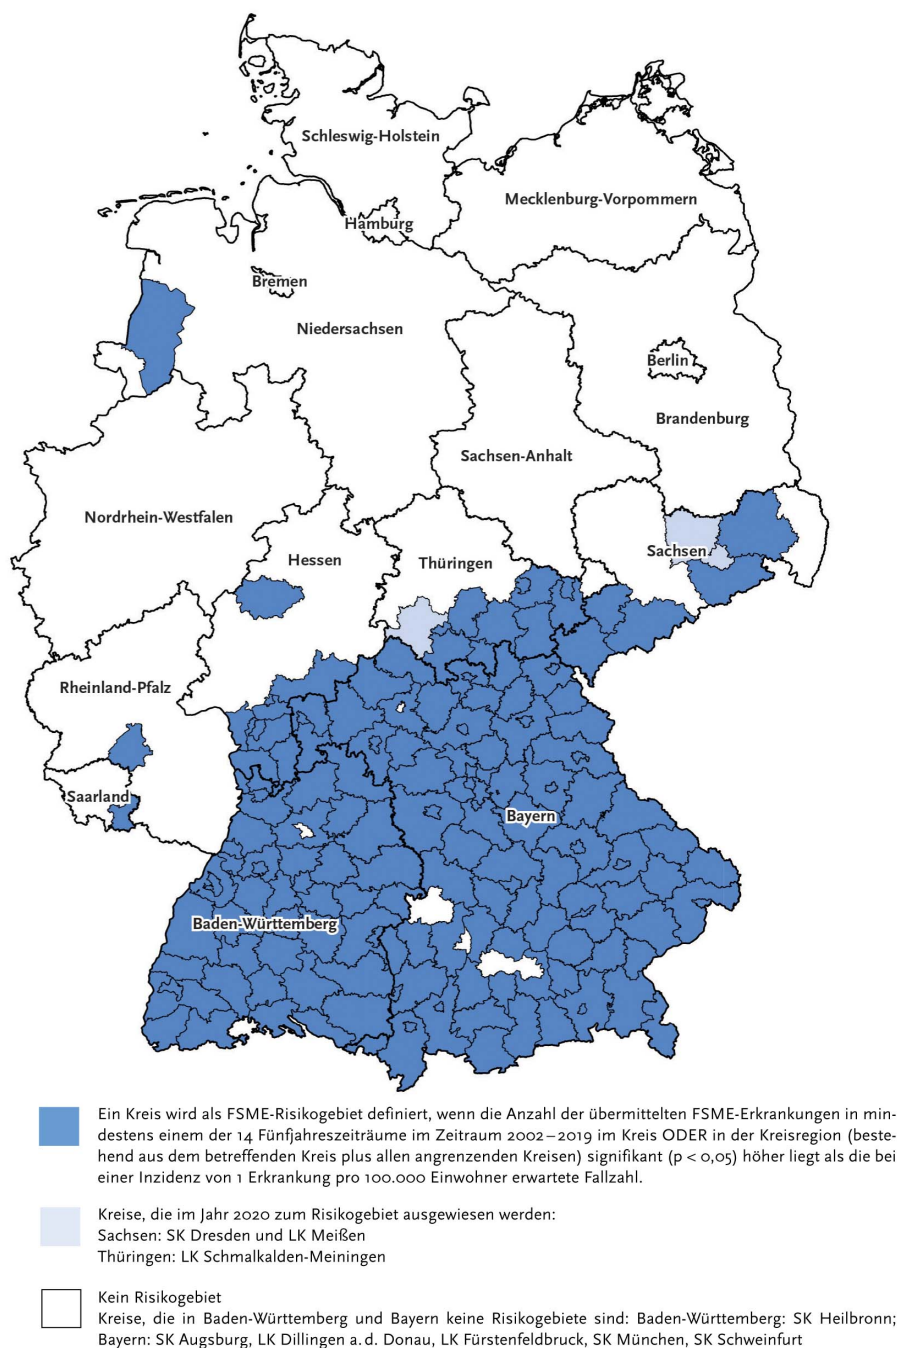 Schleswig-Holstein
Mecklenburg-Vorpommern
Hamburg
Bremen
Niedersachsen
Berlin
Brandenburg
Sachsen-Anhalt
Nordrhein-Westfalen
Sachsen
Hessen
Thüringen
Rheinland-Pfalz
Saarland
Bayern
Baden-Württemberg
Ein Kreis wird als FSME-Risikogebiet definiert, wenn die Anzahl der übermittelten FSME-Erkrankungen in min-
destens einem der 14 Fünfjahreszeiträume im Zeitraum 2002–2019 im Kreis ODER in der Kreisregion (beste-
hend aus dem betreffenden Kreis plus allen angrenzenden Kreisen) signifikant (p < 0,05) höher liegt als die bei
einer Inzidenz von 1 Erkrankung pro 100.000 Einwohner erwartete Fallzahl.
Kreise, die im Jahr 2020 zum Risikogebiet ausgewiesen werden:
Sachsen: SK Dresden und LK Meißen
Thüringen: LK Schmalkalden-Meiningen
Kein Risikogebiet
Kreise, die in Baden-Württemberg und Bayern keine Risikogebiete sind: Baden-Württemberg: SK Heilbronn;
Bayern: SK Augsburg, LK Dillingen a. d. Donau, LK Fürstenfeldbruck, SK München, SK Schweinfurt